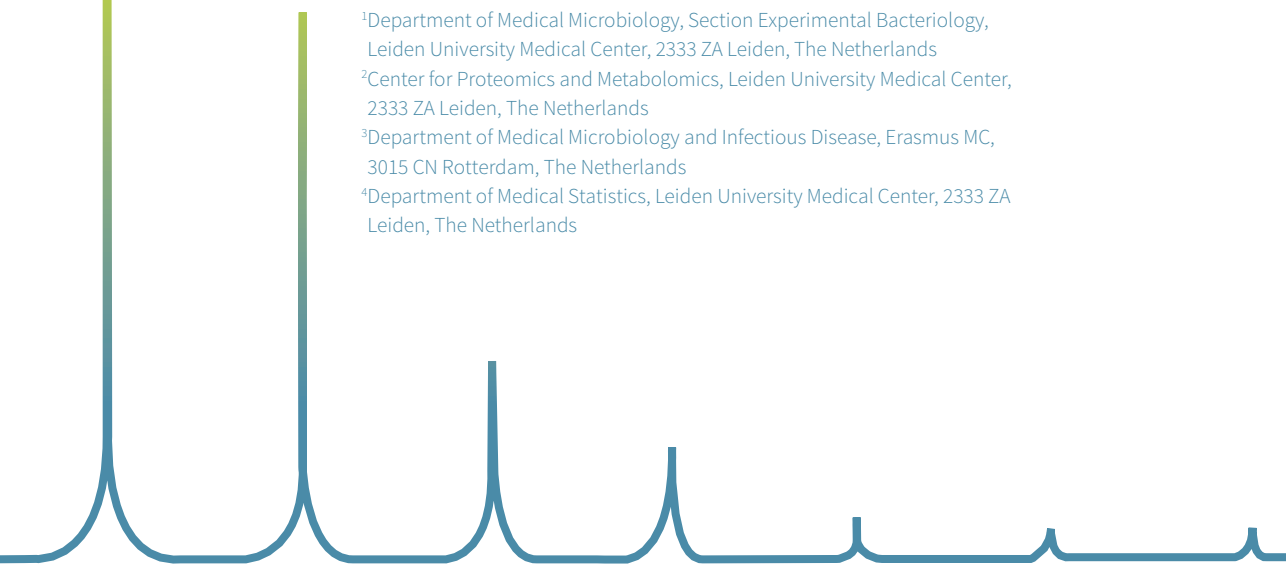 ¹Department of Medical Microbiology, Section Experimental Bacteriology,
Leiden University Medical Center, 2333 ZA Leiden, The Netherlands
²Center for Proteomics and Metabolomics, Leiden University Medical Center,
2333 ZA Leiden, The Netherlands
³Department of Medical Microbiology and Infectious Disease, Erasmus MC,
3015 CN Rotterdam, The Netherlands
⁴Department of Medical Statistics, Leiden University Medical Center, 2333 ZA
Leiden, The Netherlands